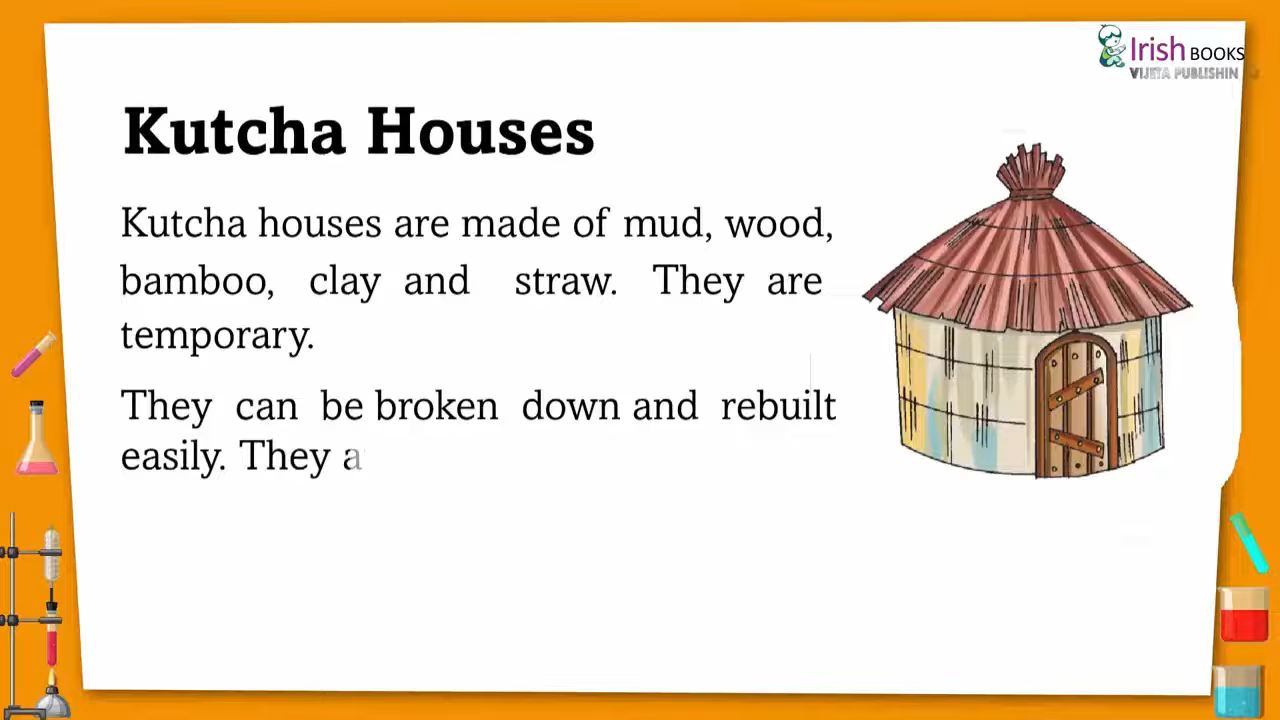 Irish BOOKS
VIJETA PUBLISHIN
Kutcha Houses
Kutcha houses are made of mud, wood,
bamboo, clay and straw. They are
temporary.
They can be broken down and rebuilt
easily. They a